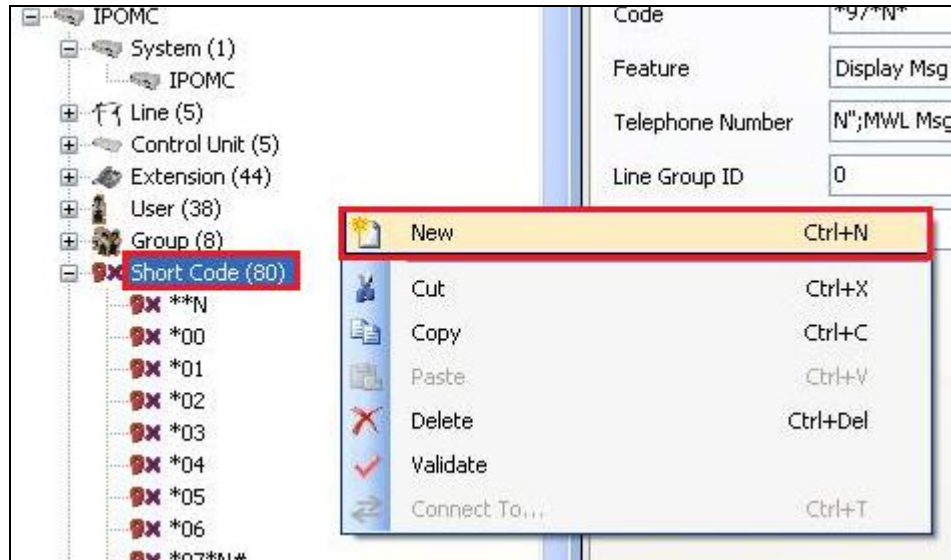 IPOMC
System (1)
IPOMC
Line (5)
Control Unit (5)
Extension (44)
User (38)
Group (8)
Short Code (80)
**N
*00
*01
*02
*03
*04
*05
*06
*07*N#
Code *97*N*
Feature Display Msg
Telephone Number N";MWL Msg
Line Group ID 0
New Ctrl+N
Cut Ctrl+X
Copy Ctrl+C
Paste Ctrl+V
Delete Ctrl+Del
Validate
Connect To... Ctrl+T